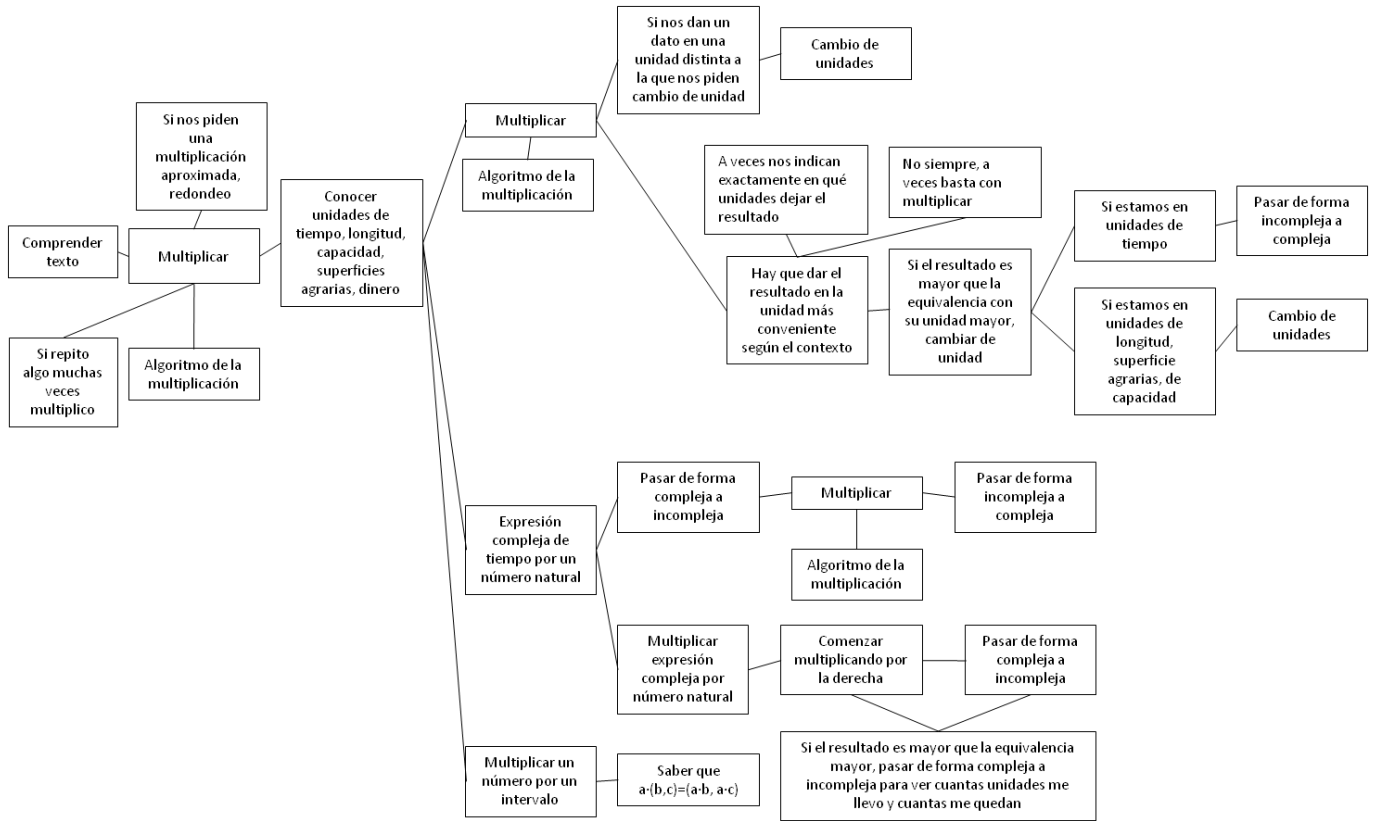 Si nos piden
una
multiplicación
aproximada,
redondeo
Comprender
texto
Multiplicar
Si repito
algo muchas
veces
multiplico
Algoritmo de la
multiplicación
Conocer
unidades de
tiempo, longitud,
capacidad,
superficies
agrarias, dinero
Multiplicar
Algoritmo de la
multiplicación
Si nos dan un
dato en una
unidad distinta a
la que nos piden
cambio de unidad
Cambio de
unidades
A veces nos indican
exactamente en qué
unidades dejar el
resultado
No siempre, a
veces basta con
multiplicar
Hay que dar el
resultado en la
unidad más
conveniente
según el contexto
Si el resultado es
mayor que la
equivalencia con
su unidad mayor,
cambiar de
unidad
Si estamos en
unidades de
tiempo
Pasar de forma
incompleja a
compleja
Si estamos en
unidades de
longitud,
superficie
agrarias, de
capacidad
Cambio de
unidades
Expresión
compleja de
tiempo por un
número natural
Pasar de forma
compleja a
incompleja
Multiplicar
Algoritmo de la
multiplicación
Pasar de forma
incompleja a
compleja
Multiplicar
expresión
compleja por
número natural
Comenzar
multiplicando por
la derecha
Pasar de forma
compleja a
incompleja
Si el resultado es mayor que la equivalencia
mayor, pasar de forma compleja a
incompleja para ver cuantas unidades me
llevo y cuantas me quedan
Multiplicar un
número por un
intervalo
Saber que
a·(b,c)=(a·b, a·c)